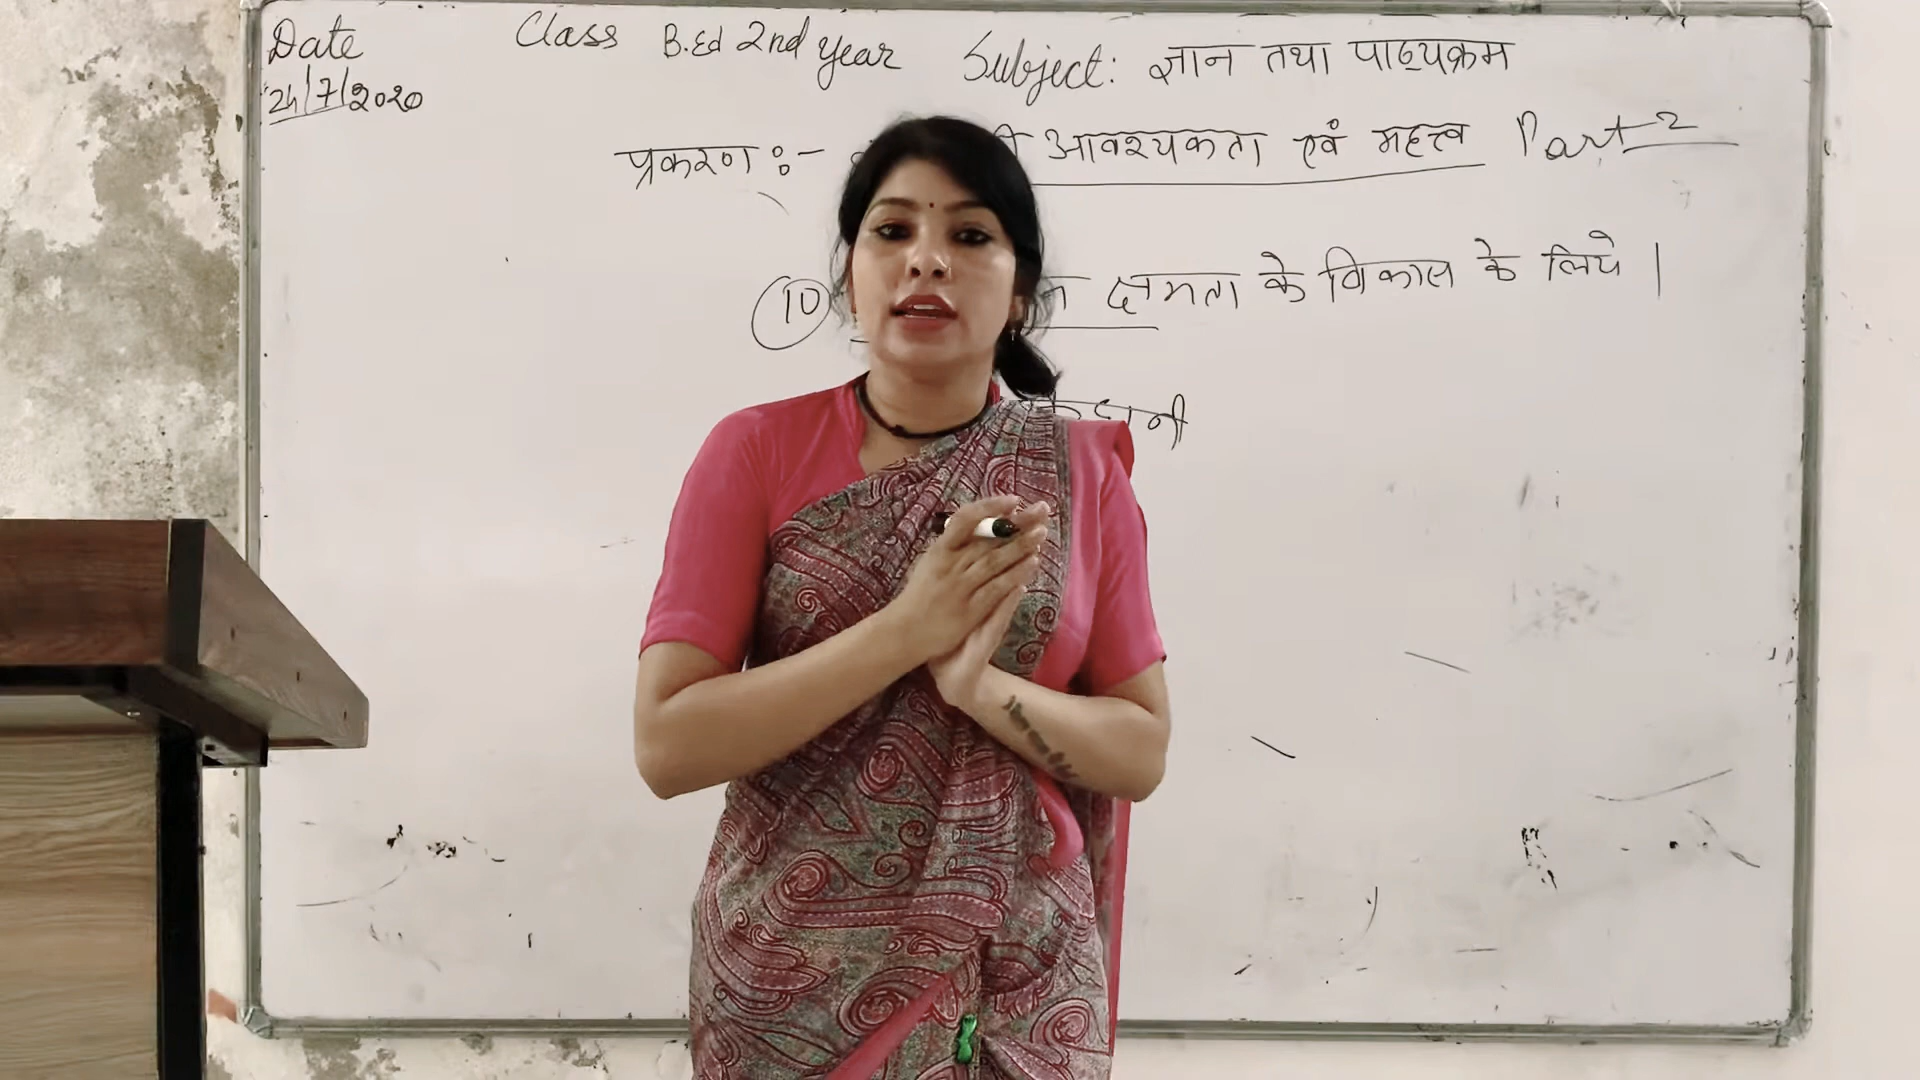 Date Class B.Ed 2nd year Subject: ज्ञान तथा पाठ्यक्रम
24/7/2020
प्रकरण :- आवश्यकता एवं महत्त्व Part-2
10 क्षमता के विकास के लिये |